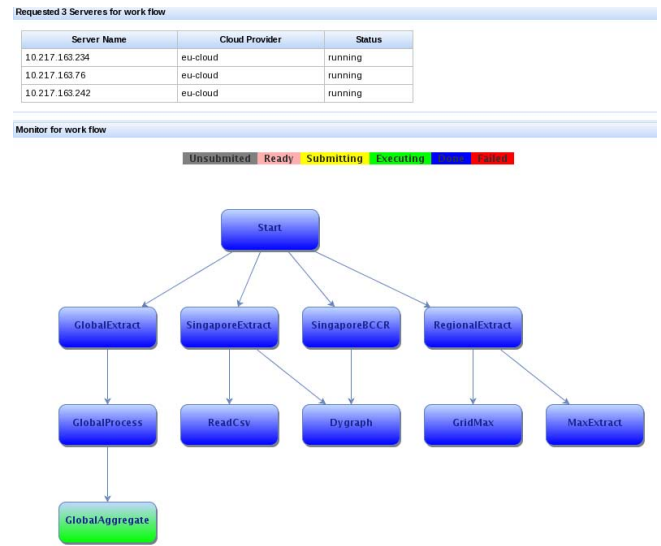 Requested 3 Serveres for work flow
Server Name Cloud Provider Status
10.217.163.234 eu-cloud running
10.217.163.76 eu-cloud running
10.217.163.242 eu-cloud running
Monitor for work flow
Unsubmited Ready Submitting Executing Done Failed
Start
GlobalExtract SingaporeExtract SingaporeBCCR RegionalExtract
GlobalProcess ReadCsv Dygraph GridMax MaxExtract
GlobalAggregate